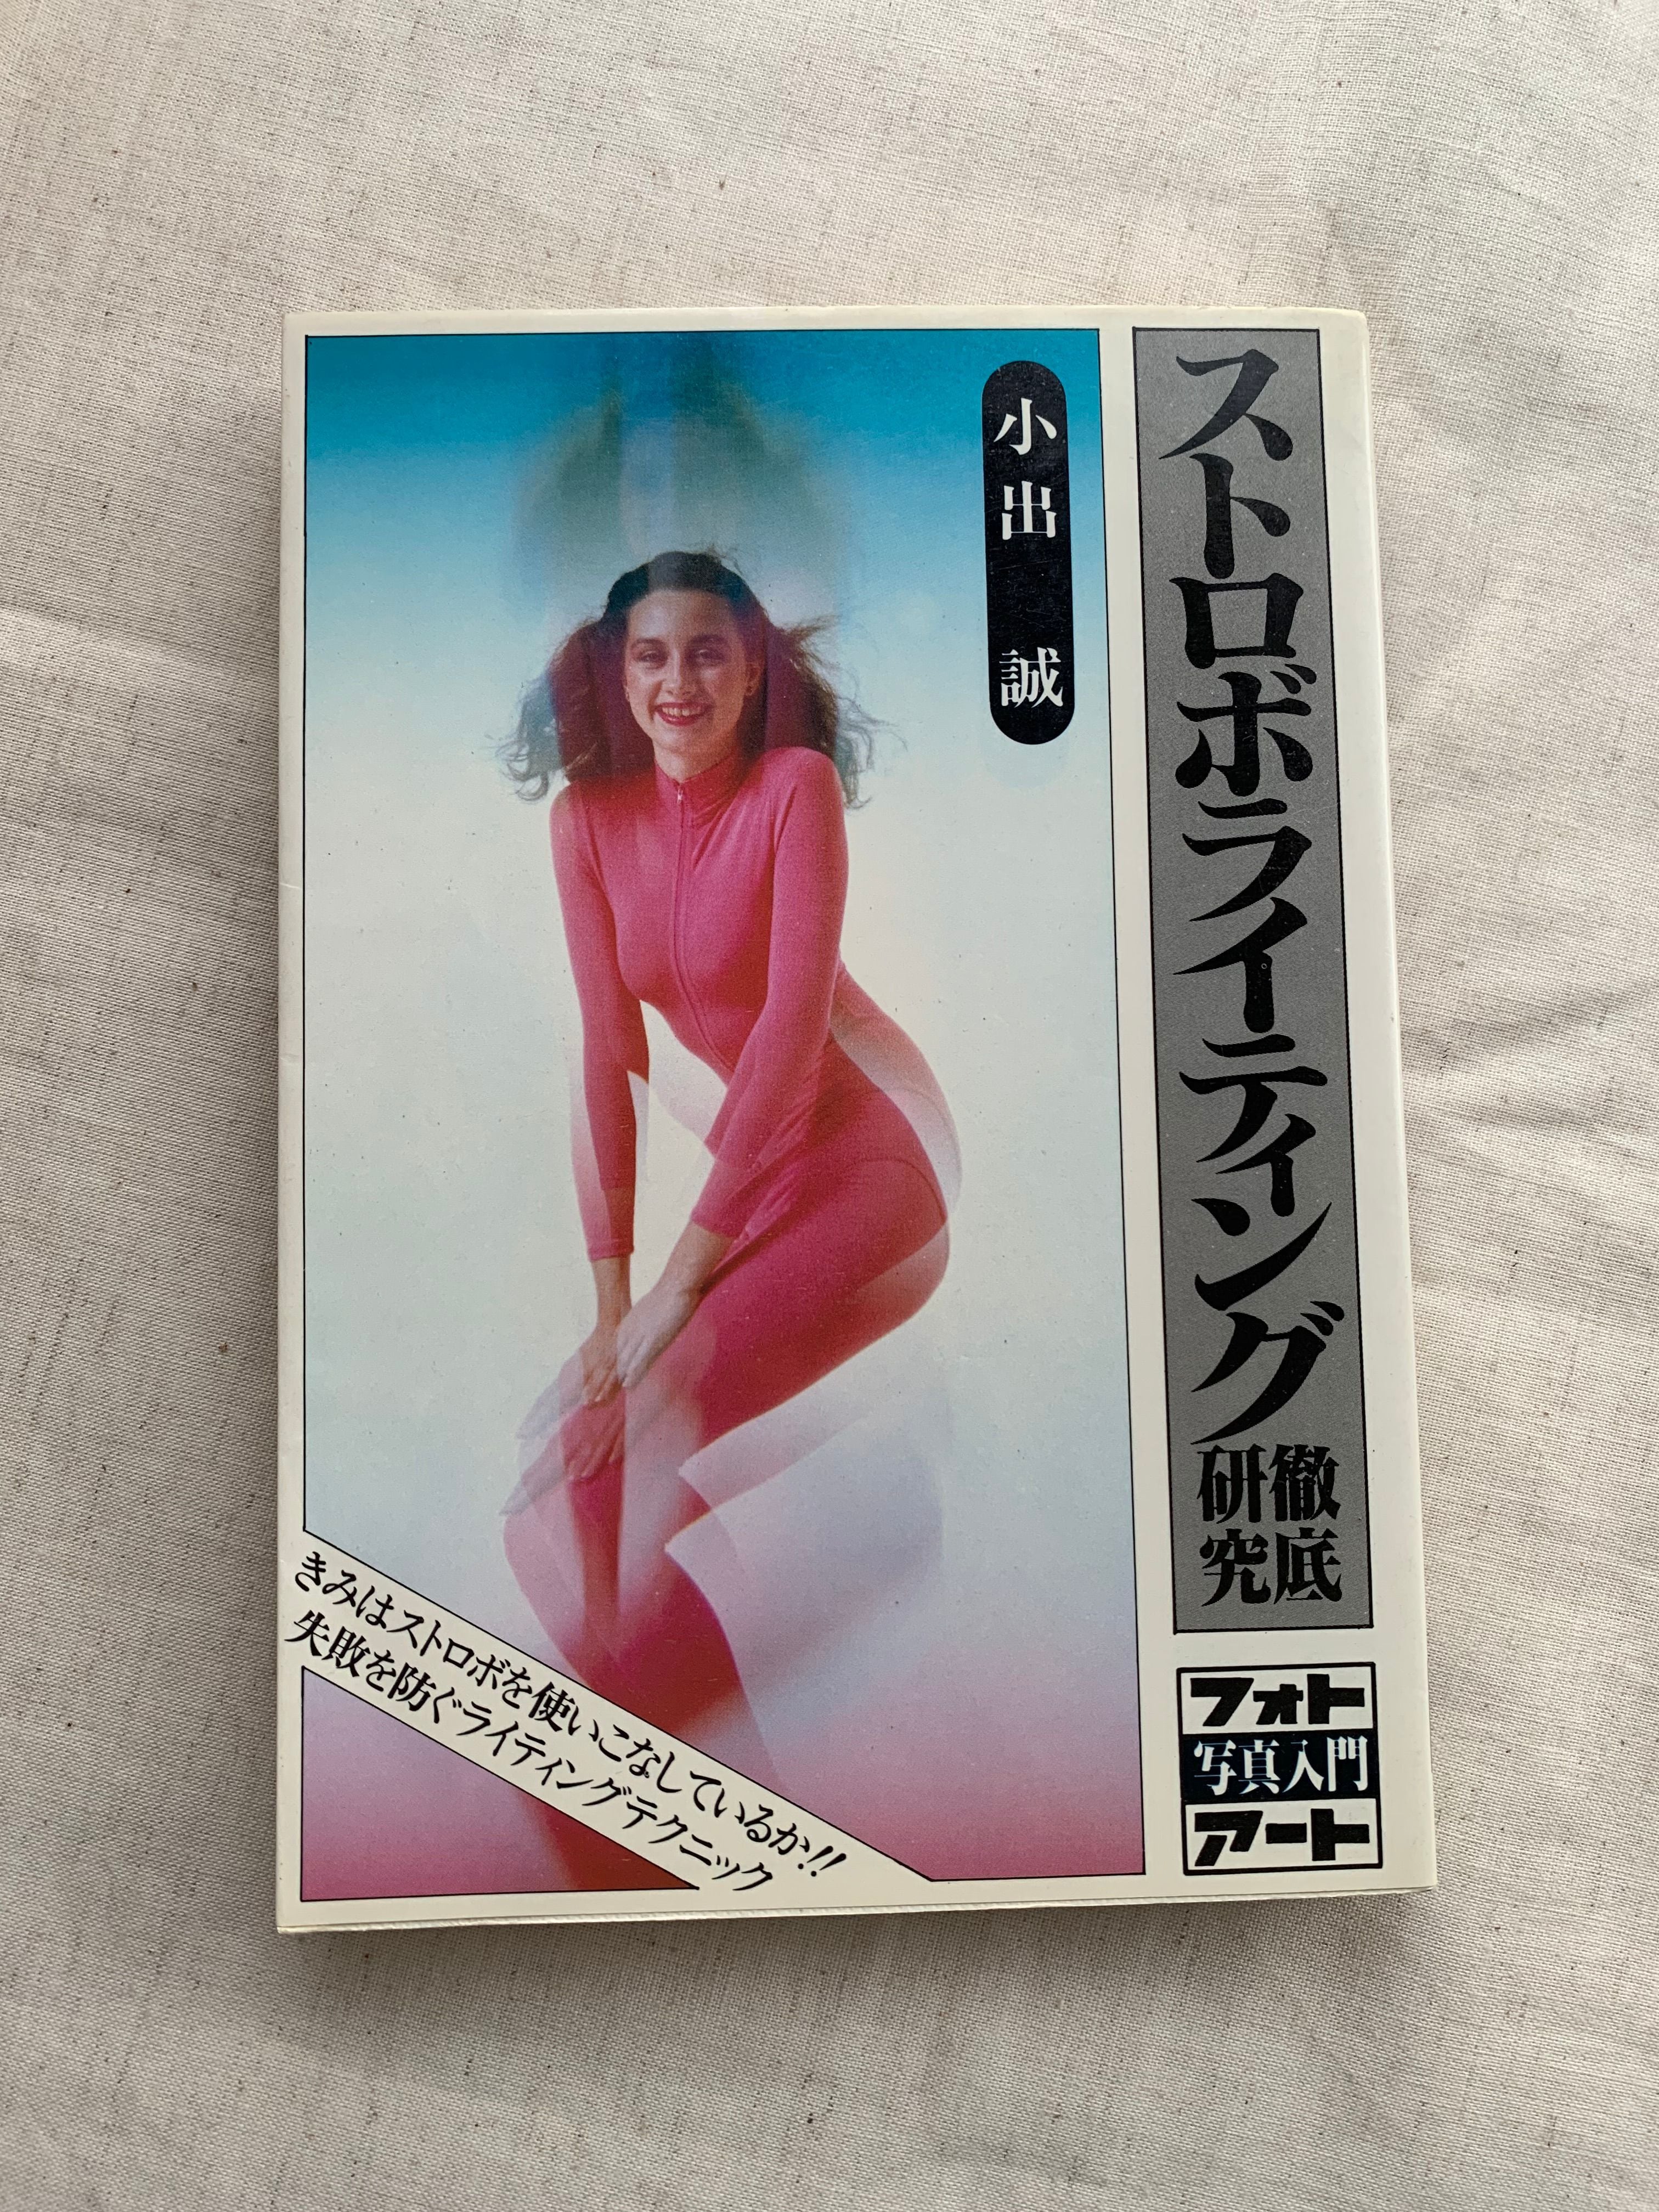 ストロボライティング
徹底
研究
小出 誠
きみはストロボを使いこなしているか!!
失敗を防ぐライティングテクニック
フォト
写真入門
アート